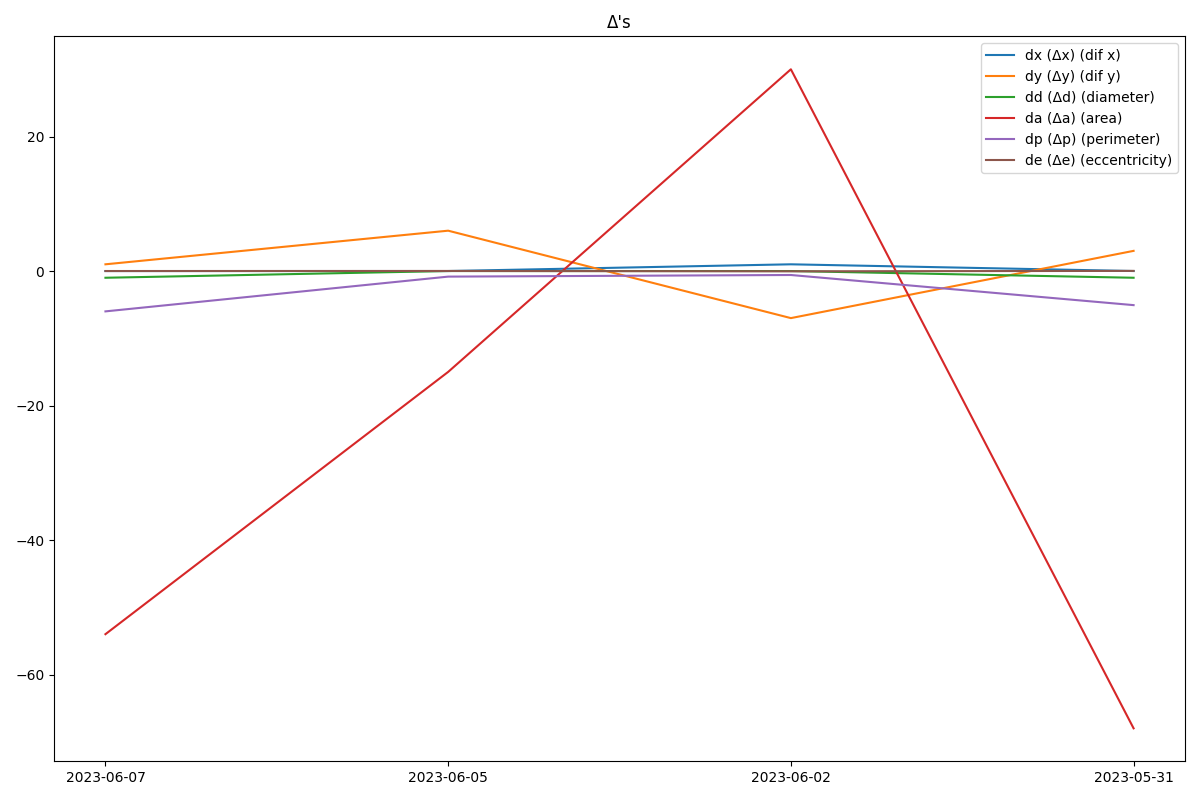 Δ's
dx (Δx) (dif x)
dy (Δy) (dif y)
dd (Δd) (diameter)
da (Δa) (area)
dp (Δp) (perimeter)
de (Δe) (eccentricity)
20
0
−20
−40
−60
2023-06-07 2023-06-05 2023-06-02 2023-05-31